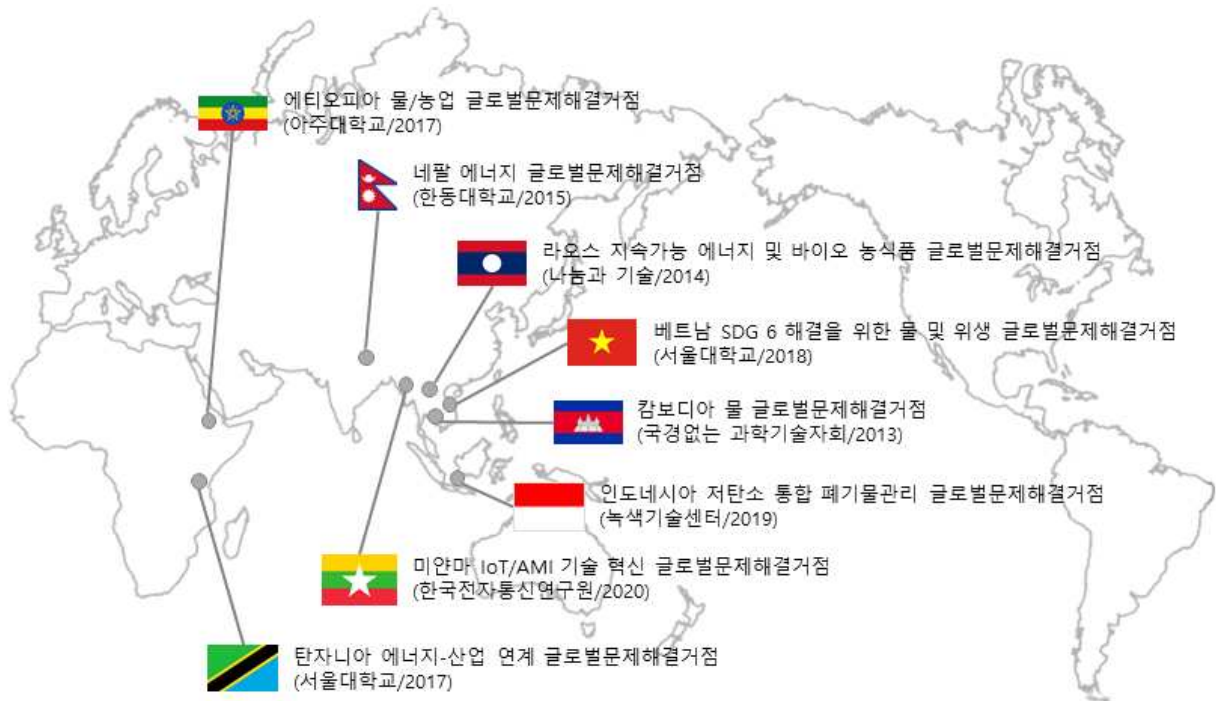 에티오피아 물/농업 글로벌문제해결거점
(아주대학교/2017)
네팔 에너지 글로벌문제해결거점
(한동대학교/2015)
라오스 지속가능 에너지 및 바이오 농식품 글로벌문제해결거점
(나눔과 기술/2014)
베트남 SDG 6 해결을 위한 물 및 위생 글로벌문제해결거점
(서울대학교/2018)
캄보디아 물 글로벌문제해결거점
(국경없는 과학기술자회/2013)
인도네시아 저탄소 통합 폐기물관리 글로벌문제해결거점
(녹색기술센터/2019)
미얀마 IoT/AMI 기술 혁신 글로벌문제해결거점
(한국전자통신연구원/2020)
탄자니아 에너지-산업 연계 글로벌문제해결거점
(서울대학교/2017)